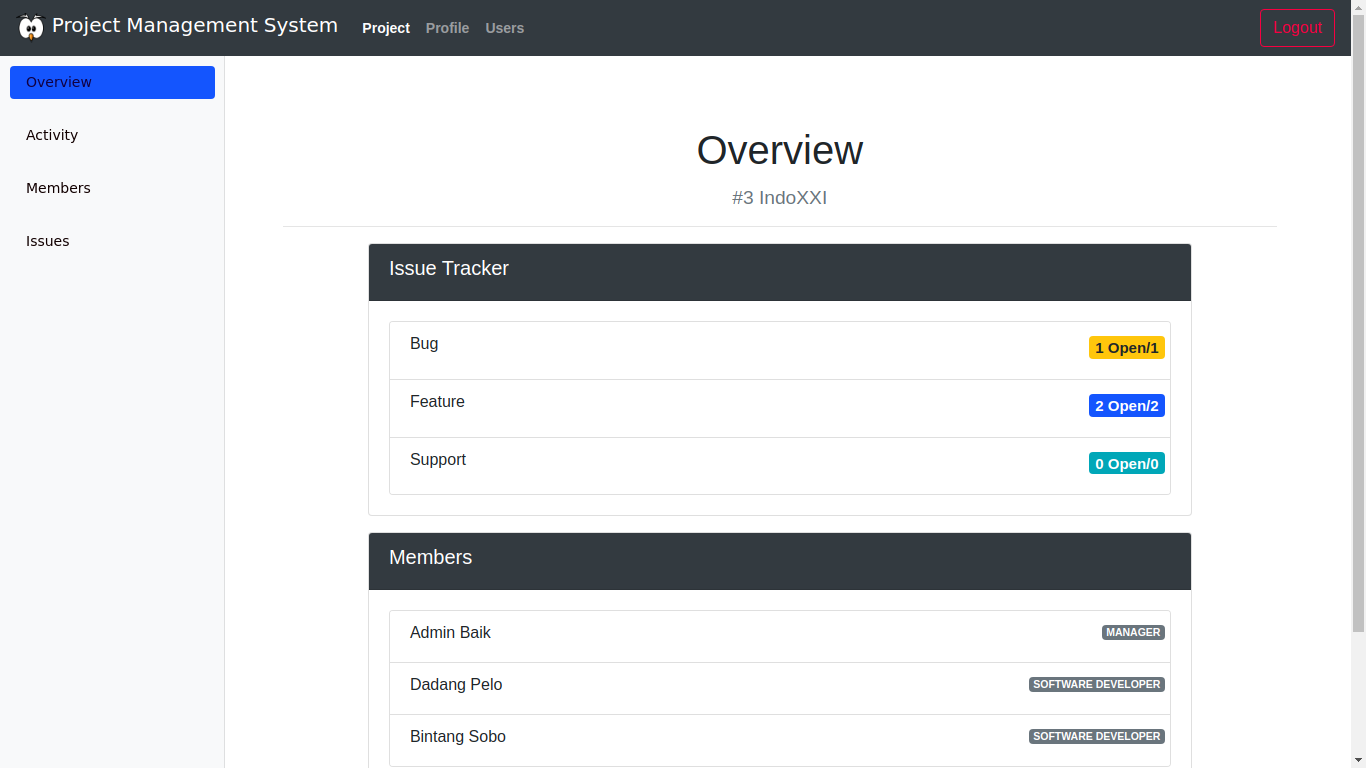 Project Management System Project Profile Users Logout
Overview
Activity
Members
Issues
Overview
#3 IndoXXI
Issue Tracker
Bug 1 Open/1
Feature 2 Open/2
Support 0 Open/0
Members
Admin Baik MANAGER
Dadang Pelo SOFTWARE DEVELOPER
Bintang Sobo SOFTWARE DEVELOPER